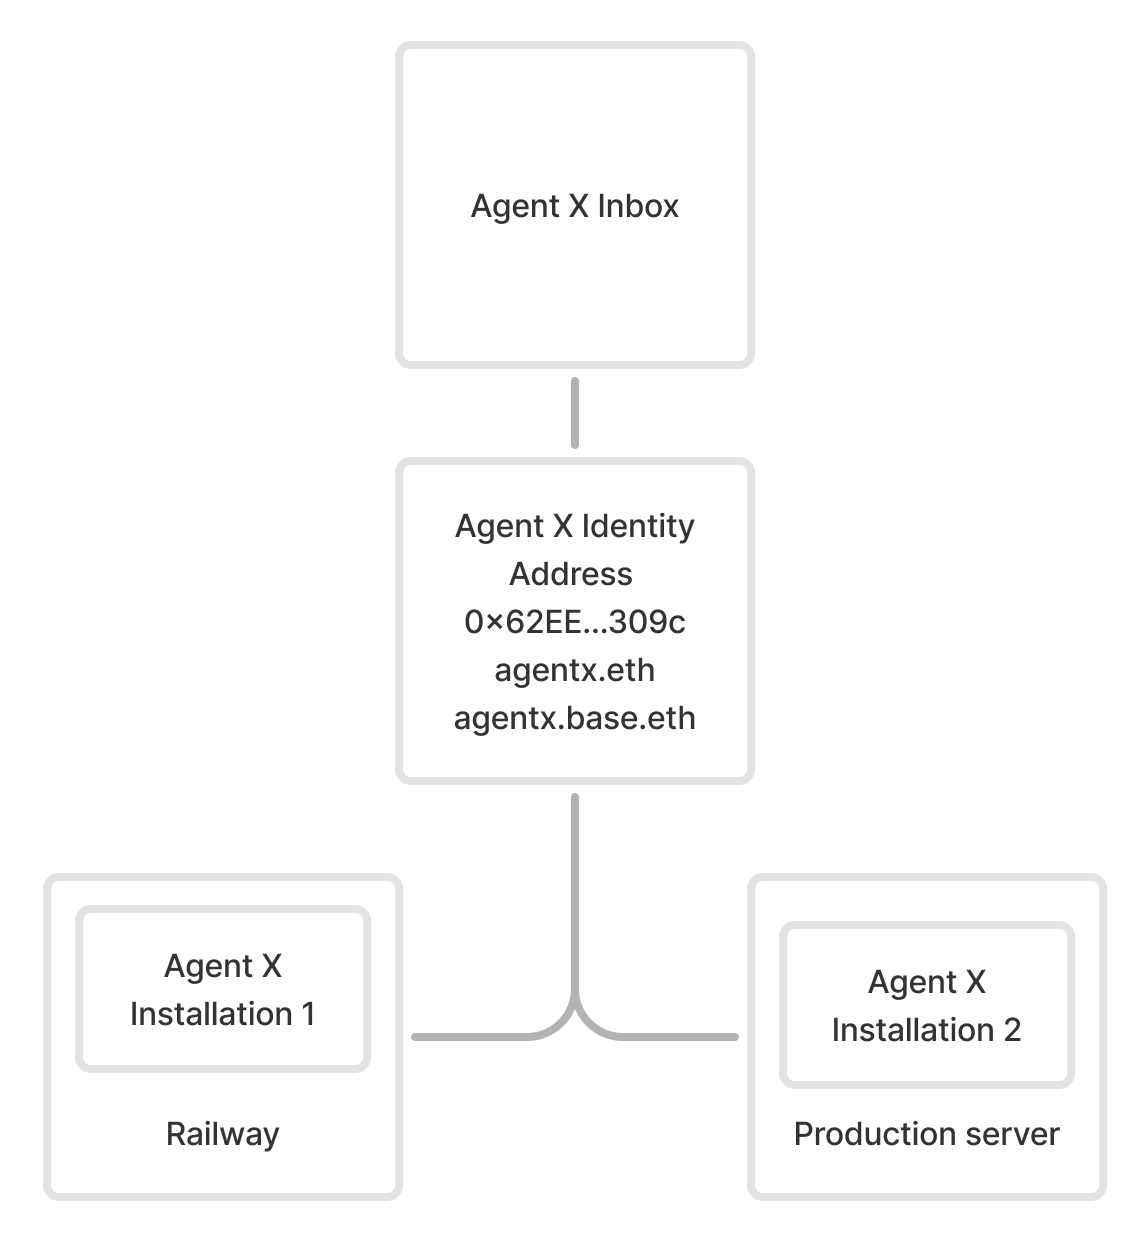 Agent X Inbox
Agent X Identity
Address
0×62EE...309c
agentx.eth
agentx.base.eth
Agent X
Installation 1
Railway
Agent X
Installation 2
Production server